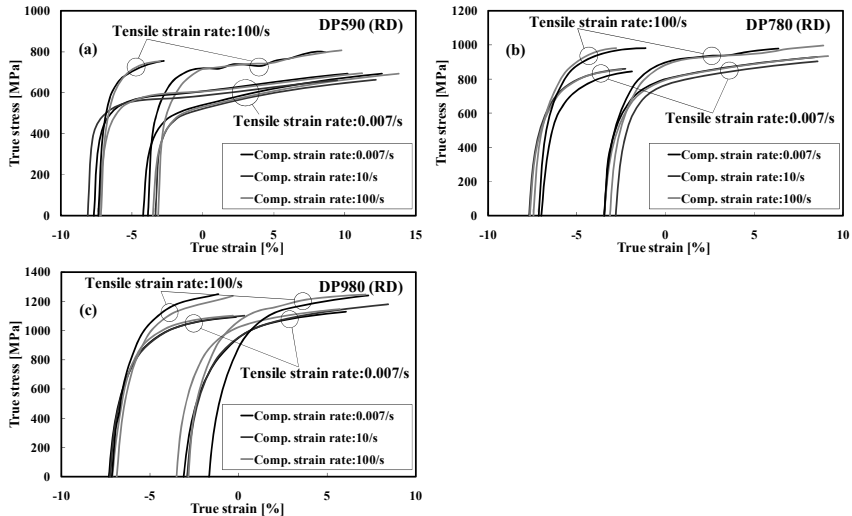 DP590 (RD)
(a)
Tensile strain rate:100/s
Tensile strain rate:0.007/s
Comp. strain rate:0.007/s
Comp. strain rate:10/s
Comp. strain rate:100/s
True stress [MPa]
1000
800
600
400
200
0
-10
-5
0
5
10
15
True strain [%]
DP780 (RD)
(b)
Tensile strain rate:100/s
Tensile strain rate:0.007/s
Comp. strain rate:0.007/s
Comp. strain rate:10/s
Comp. strain rate:100/s
True stress [MPa]
1200
1000
800
600
400
200
0
-10
-5
0
5
10
True strain [%]
DP980 (RD)
(c)
Tensile strain rate:100/s
Tensile strain rate:0.007/s
Comp. strain rate:0.007/s
Comp. strain rate:10/s
Comp. strain rate:100/s
True stress [MPa]
1400
1200
1000
800
600
400
200
0
-10
-5
0
5
10
True strain [%]